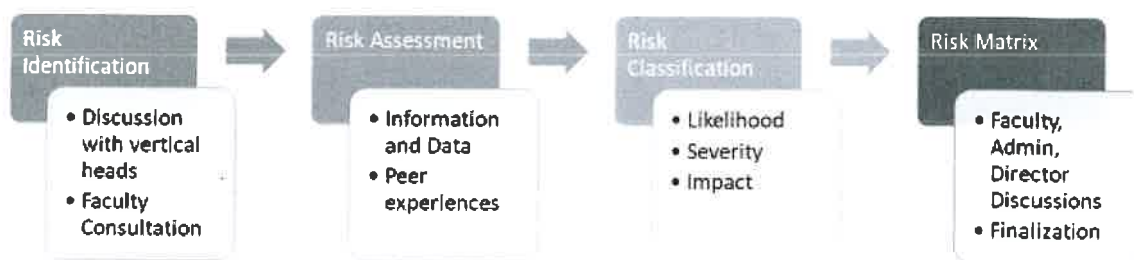 Risk
Identification
• Discussion
with vertical
heads
• Faculty
Consultation
Risk Assessment
• Information
and Data
• Peer
experiences
Risk
Classification
• Likelihood
• Severity
• Impact
Risk Matrix
• Faculty,
Admin,
Director
Discussions
• Finalization